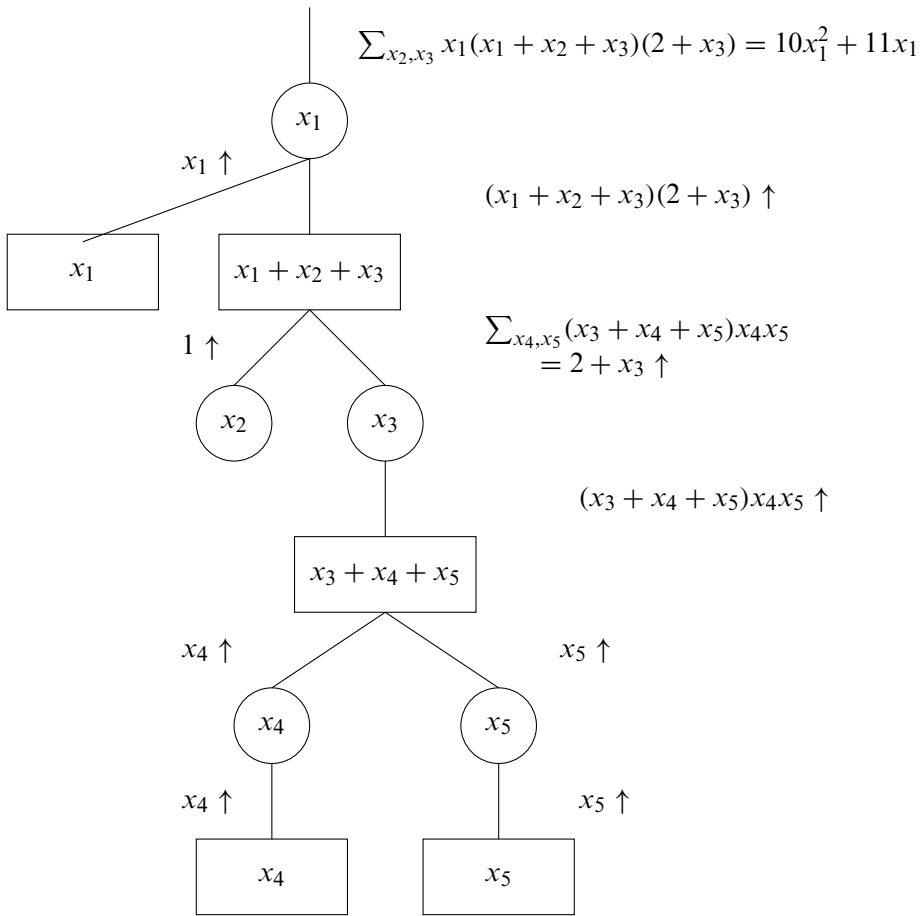 ∑_{x₂,x₃} x₁(x₁ + x₂ + x₃)(2 + x₃) = 10x₁² + 11x₁
x₁
x₁ ↑
(x₁ + x₂ + x₃)(2 + x₃) ↑
x₁
x₁ + x₂ + x₃
1 ↑
∑_{x₄,x₅}(x₃ + x₄ + x₅)x₄x₅
= 2 + x₃ ↑
x₂
x₃
(x₃ + x₄ + x₅)x₄x₅ ↑
x₃ + x₄ + x₅
x₄ ↑
x₅ ↑
x₄
x₅
x₄ ↑
x₅ ↑
x₄
x₅